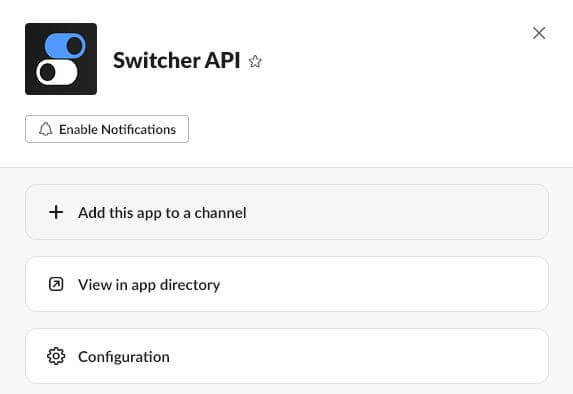 Switcher API
Enable Notifications
Add this app to a channel
View in app directory
Configuration